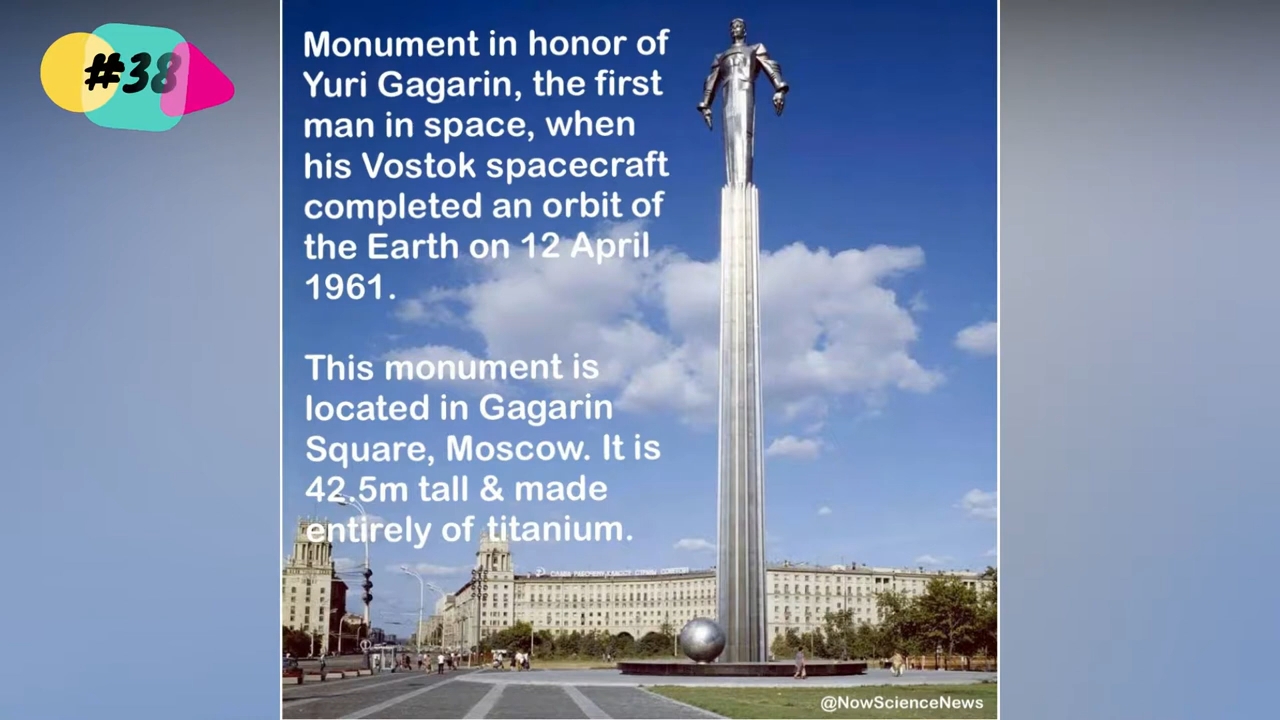 #38
Monument in honor of
Yuri Gagarin, the first
man in space, when
his Vostok spacecraft
completed an orbit of
the Earth on 12 April
1961.
This monument is
located in Gagarin
Square, Moscow. It is
42.5m tall & made
entirely of titanium.
@NowScienceNews